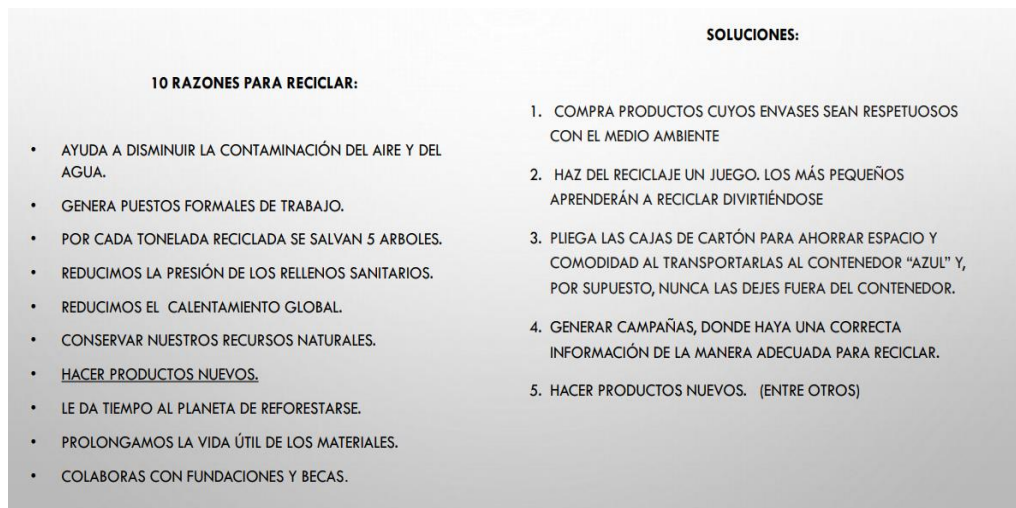 10 RAZONES PARA RECICLAR:
• AYUDA A DISMINUIR LA CONTAMINACIÓN DEL AIRE Y DEL
AGUA.
• GENERA PUESTOS FORMALES DE TRABAJO.
• POR CADA TONELADA RECICLADA SE SALVAN 5 ARBOLES.
• REDUCIMOS LA PRESIÓN DE LOS RELLENOS SANITARIOS.
• REDUCIMOS EL CALENTAMIENTO GLOBAL.
• CONSERVAR NUESTROS RECURSOS NATURALES.
• HACER PRODUCTOS NUEVOS.
• LE DA TIEMPO AL PLANETA DE REFORESTARSE.
• PROLONGAMOS LA VIDA ÚTIL DE LOS MATERIALES.
• COLABORAS CON FUNDACIONES Y BECAS.
SOLUCIONES:
1. COMPRA PRODUCTOS CUYOS ENVASES SEAN RESPETUOSOS
CON EL MEDIO AMBIENTE
2. HAZ DEL RECICLAJE UN JUEGO. LOS MÁS PEQUEÑOS
APRENDERÁN A RECICLAR DIVIRTIÉNDOSE
3. PLIEGA LAS CAJAS DE CARTÓN PARA AHORRAR ESPACIO Y
COMODIDAD AL TRANSPORTARLAS AL CONTENEDOR “AZUL” Y,
POR SUPUESTO, NUNCA LAS DEJES FUERA DEL CONTENEDOR.
4. GENERAR CAMPAÑAS, DONDE HAYA UNA CORRECTA
INFORMACIÓN DE LA MANERA ADECUADA PARA RECICLAR.
5. HACER PRODUCTOS NUEVOS. (ENTRE OTROS)